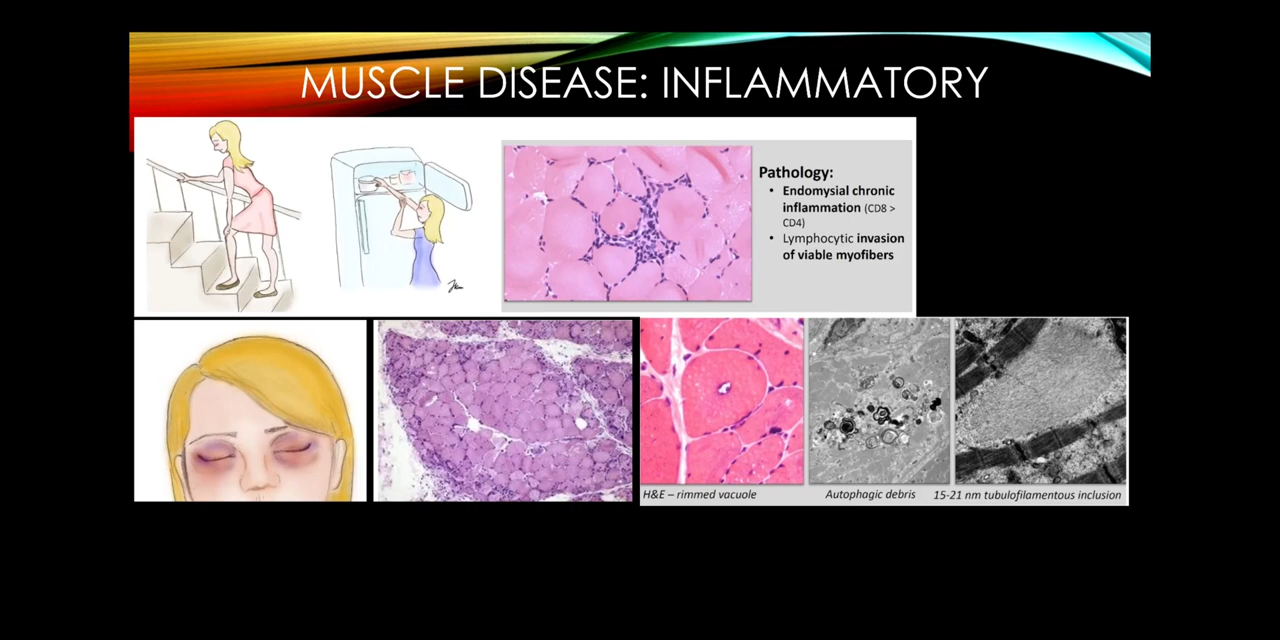 MUSCLE DISEASE: INFLAMMATORY
Pathology:
• Endomysial chronic
inflammation (CD8 >
CD4)
• Lymphocytic invasion
of viable myofibers
H&E – rimmed vacuole
Autophagic debris
15-21 nm tubulofilamentous inclusion